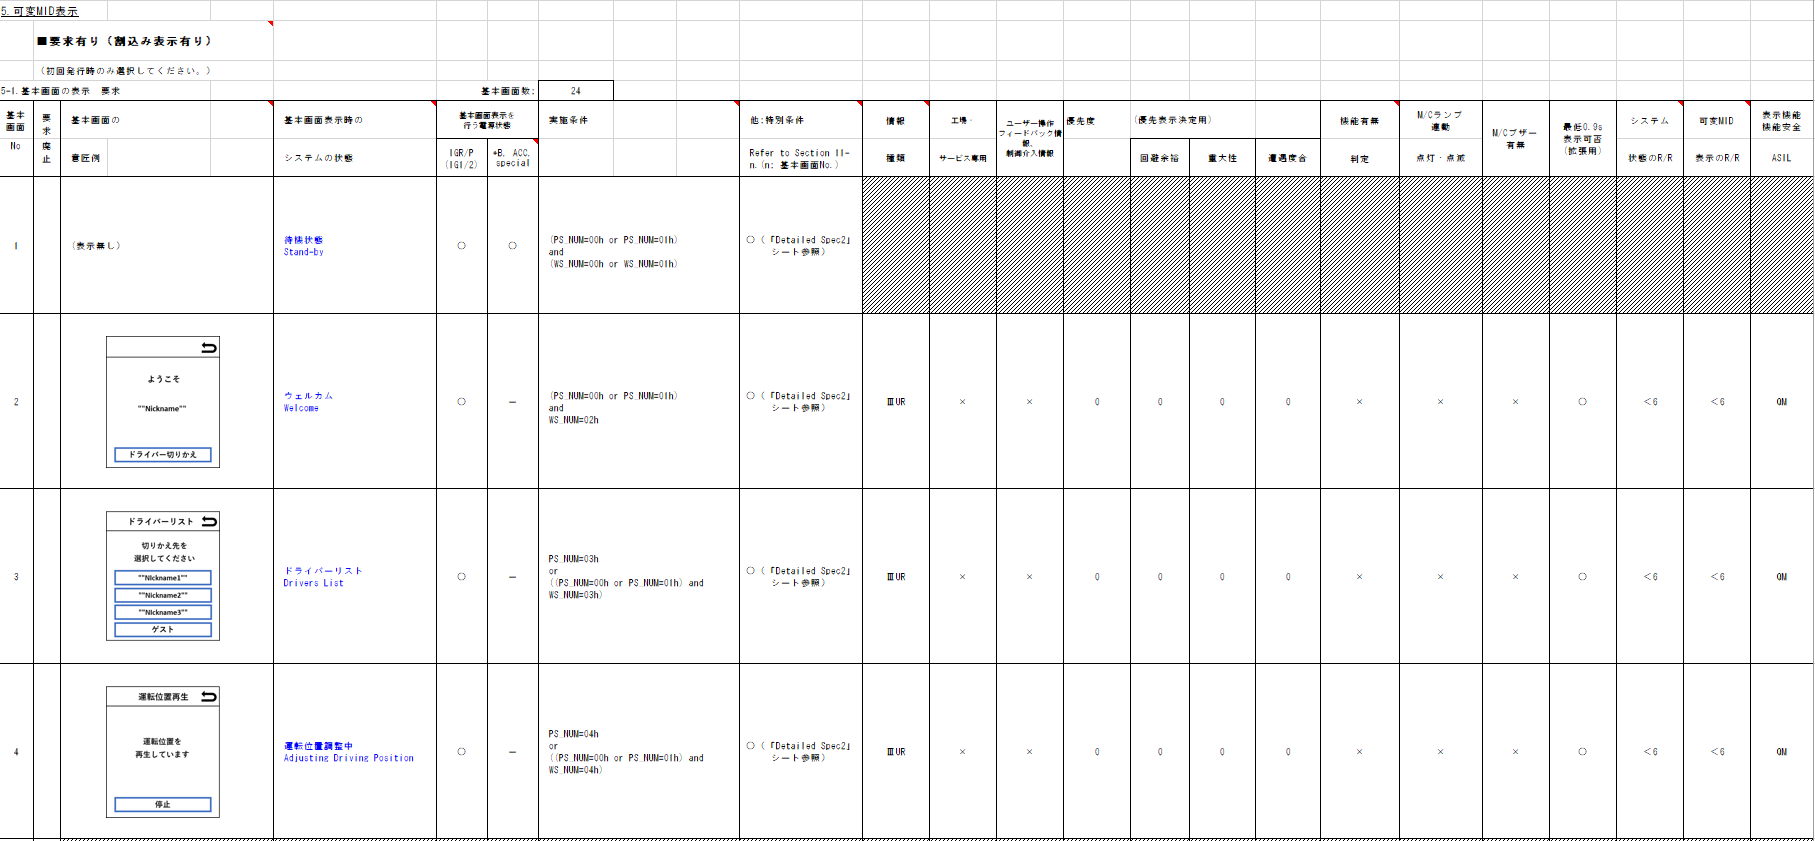 5. 可変MID表示
■要求有り（割込み表示有り）
（初回発行時のみ選択してください。）
5-1.基本画面の表示　要求
基本画面数:
24
基本
画面
No
要
求
廃
止
基本画面の
意匠例
基本画面表示時の
システムの状態
基本画面表示を
行う電源状態
IGR/P
(IG1/2)
+B, ACC,
special
実施条件
他:特別条件
Refer to Section II-
n.(n: 基本画面No.)
情報
種類
工場・
サービス専用
ユーザー操作
フィードバック情
報、
制御介入情報
優先度
(優先表示決定用)
回避余裕
重大性
遭遇度合
機能有無
判定
M/Cランプ
連動
点灯・点滅
M/Cブザー
有無
最低0.9s
表示可否
(拡張用)
システム
状態のR/R
可変MID
表示のR/R
表示機能
機能安全
ASIL
1
(表示無し)
待機状態
Stand-by
○
○
(PS_NUM=00h or PS_NUM=01h)
and
(WS_NUM=00h or WS_NUM=01h)
○（「Detailed Spec2」
シート参照）
2
ようこそ
""Nickname""
ドライバー切りかえ
ウェルカム
Welcome
○
－
(PS_NUM=00h or PS_NUM=01h)
and
WS_NUM=02h
○（「Detailed Spec2」
シート参照）
ⅢUR
×
×
0
0
0
0
×
×
×
○
＜6
＜6
QM
3
ドライバーリスト
切りかえ先を
選択してください
""Nickname1""
""Nickname2""
""Nickname3""
ゲスト
ドライバーリスト
Drivers List
○
－
PS_NUM=03h
or
((PS_NUM=00h or PS_NUM=01h) and
WS_NUM=03h)
○（「Detailed Spec2」
シート参照）
ⅢUR
×
×
0
0
0
0
×
×
×
○
＜6
＜6
QM
4
運転位置再生
運転位置を
再生しています
停止
運転位置調整中
Adjusting Driving Position
○
－
PS_NUM=04h
or
((PS_NUM=00h or PS_NUM=01h) and
WS_NUM=04h)
○（「Detailed Spec2」
シート参照）
ⅢUR
×
×
0
0
0
0
×
×
×
○
＜6
＜6
QM